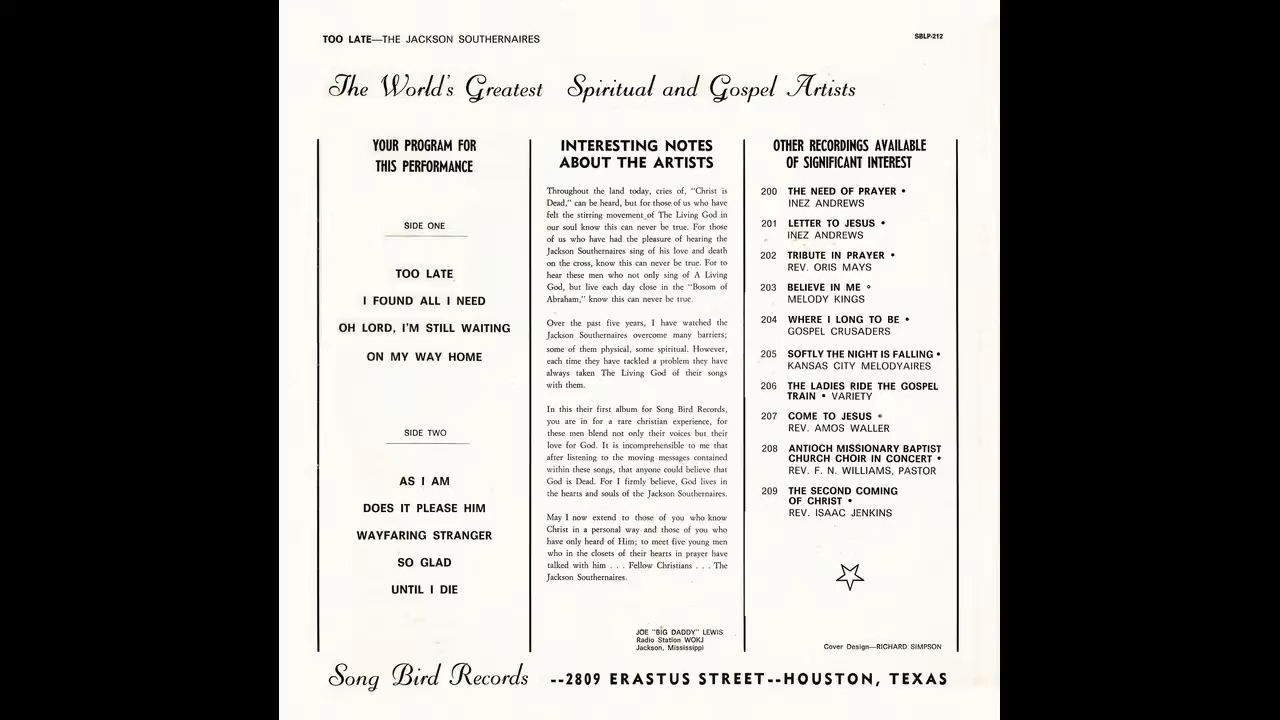 TOO LATE—THE JACKSON SOUTHERNAIRES
SBLP-212
The World's Greatest Spiritual and Gospel Artists
YOUR PROGRAM FOR
THIS PERFORMANCE
SIDE ONE
TOO LATE
I FOUND ALL I NEED
OH LORD, I'M STILL WAITING
ON MY WAY HOME
SIDE TWO
AS I AM
DOES IT PLEASE HIM
WAYFARING STRANGER
SO GLAD
UNTIL I DIE
INTERESTING NOTES
ABOUT THE ARTISTS
Throughout the land today, cries of, "Christ is
Dead," can be heard, but for those of us who have
felt the stirring movement of The Living God in
our soul know this can never be true. For those
of us who have had the pleasure of hearing the
Jackson Southernaires sing of his love and death
on the cross, know this can never be true. For to
hear these men who not only sing of A Living
God, but live each day close in the "Bosom of
Abraham," know this can never be true.
Over the past five years, I have watched the
Jackson Southernaires overcome many barriers;
some of them physical, some spiritual. However,
each time they have tackled a problem they have
always taken The Living God of their songs
with them.
In this their first album for Song Bird Records,
you are in for a rare christian experience, for
these men blend not only their voices but their
love for God. It is incomprehensible to me that
after listening to the moving messages contained
within these songs, that anyone could believe that
God is Dead. For I firmly believe, God lives in
the hearts and souls of the Jackson Southernaires.
May I now extend to those of you who know
Christ in a personal way and those of you who
have only heard of Him; to meet five young men
who in the closets of their hearts in prayer have
talked with him . . . Fellow Christians . . . The
Jackson Southernaires.
JOE "BIG DADDY" LEWIS
Radio Station WOKJ
Jackson, Mississippi
OTHER RECORDINGS AVAILABLE
OF SIGNIFICANT INTEREST
200 THE NEED OF PRAYER •
INEZ ANDREWS
201 LETTER TO JESUS •
INEZ ANDREWS
202 TRIBUTE IN PRAYER •
REV. ORIS MAYS
203 BELIEVE IN ME •
MELODY KINGS
204 WHERE I LONG TO BE •
GOSPEL CRUSADERS
205 SOFTLY THE NIGHT IS FALLING •
KANSAS CITY MELODYAIRES
206 THE LADIES RIDE THE GOSPEL
TRAIN • VARIETY
207 COME TO JESUS •
REV. AMOS WALLER
208 ANTIOCH MISSIONARY BAPTIST
CHURCH CHOIR IN CONCERT •
REV. F. N. WILLIAMS, PASTOR
209 THE SECOND COMING
OF CHRIST •
REV. ISAAC JENKINS
Cover Design—RICHARD SIMPSON
Song Bird Records --2809 ERASTUS STREET--HOUSTON, TEXAS